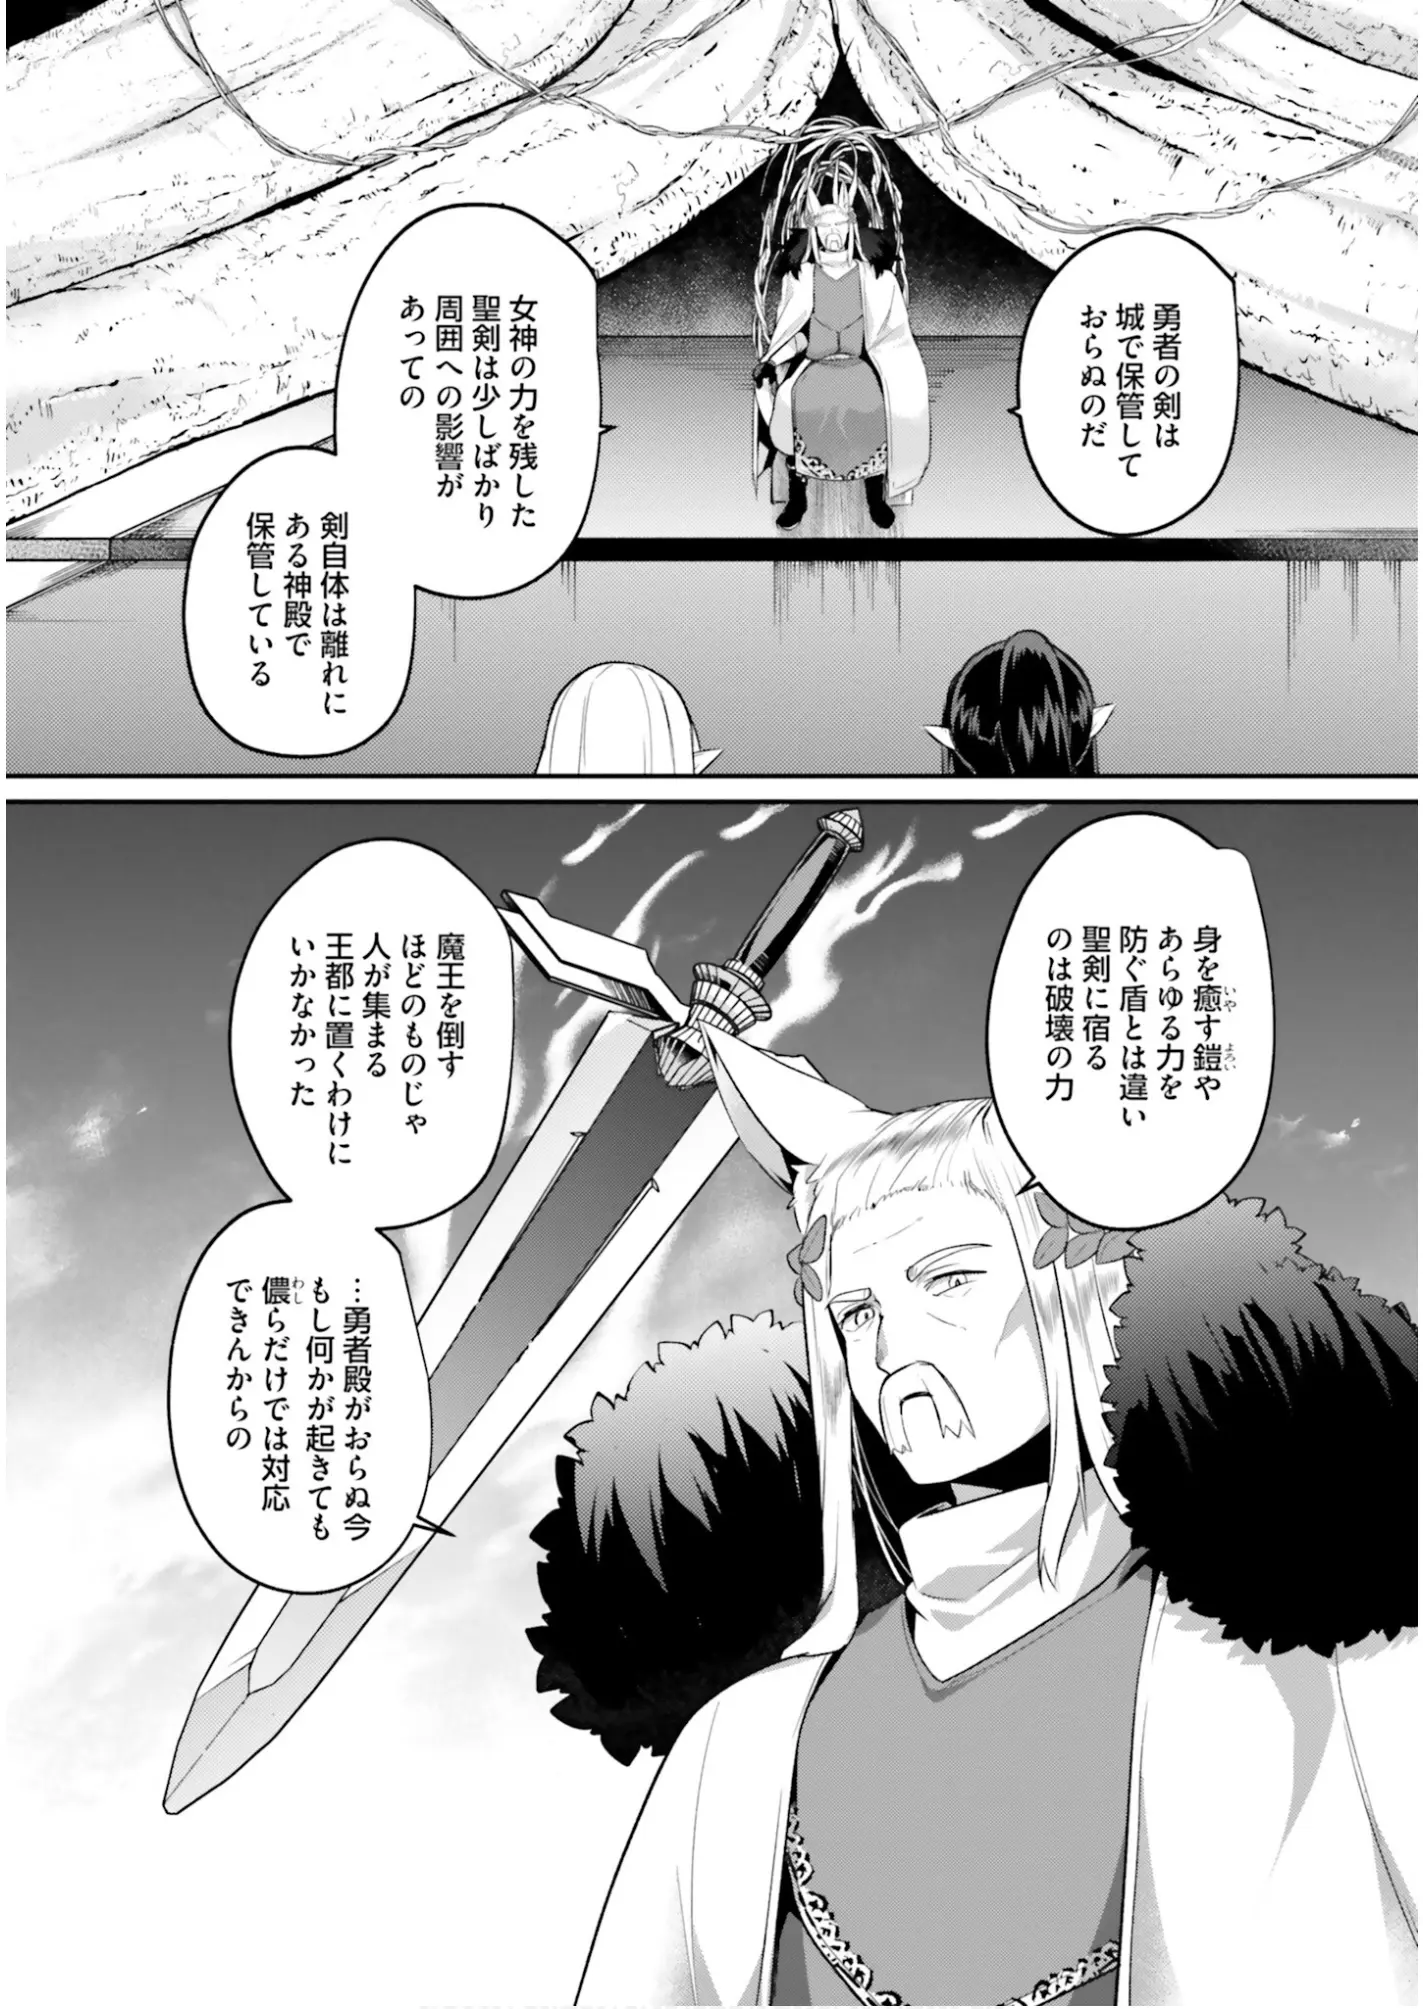 勇者の剣は
城で保管して
おらぬのだ
女神の力を残した
聖剣は少しばかり
周囲への影響が
あっての
剣自体は離れに
ある神殿で
保管している
身を癒す鎧や
いや
よろい
あらゆる力を
防ぐ盾とは違い
聖剣に宿る
のは破壊の力
魔王を倒す
ほどのものじゃ
人が集まる
王都に置くわけに
いかなかった
…勇者殿がおらぬ今
もし何かが起きても
儂らだけでは対応
わし
できんからの